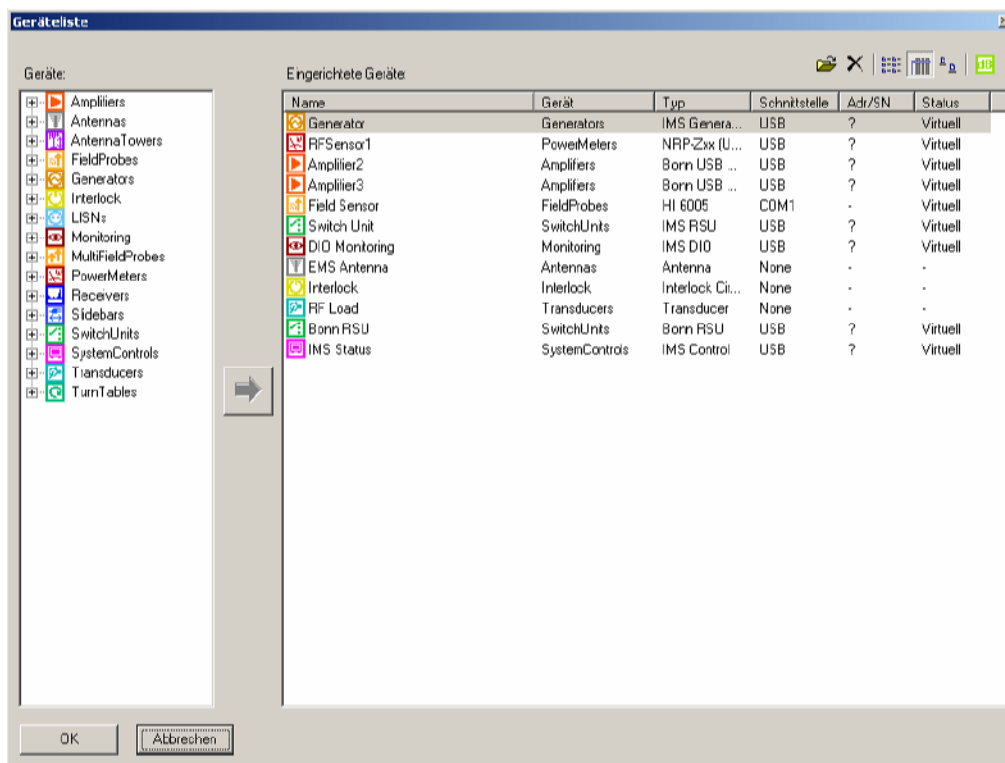 Geräteliste
Geräte:
Amplifiers
Antennas
AntennaTowers
FieldProbes
Generators
Interlock
LISNs
Monitoring
MultiFieldProbes
PowerMeters
Receivers
Slidebars
SwitchUnits
SystemControls
Transducers
TurnTables
Eingerichtete Geräte:
Name Gerät Typ Schnittstelle Adr/SN Status
Generator Generators IMS Genera... USB ? Virtuell
RFSensor1 PowerMeters NRP-Zxx (U... USB ? Virtuell
Amplifier2 Amplifiers Bonn USB ... USB ? Virtuell
Amplifier3 Amplifiers Bonn USB ... USB ? Virtuell
Field Sensor FieldProbes HI 6005 COM1 - Virtuell
Switch Unit SwitchUnits IMS RSU USB ? Virtuell
DIO Monitoring Monitoring IMS DIO USB ? Virtuell
EMS Antenna Antennas Antenna None - -
Interlock Interlock Interlock Cir... None - -
RF Load Transducers Transducer None - -
Bonn RSU SwitchUnits Bonn RSU USB ? Virtuell
IMS Status SystemControls IMS Control USB ? Virtuell
OK Abbrechen